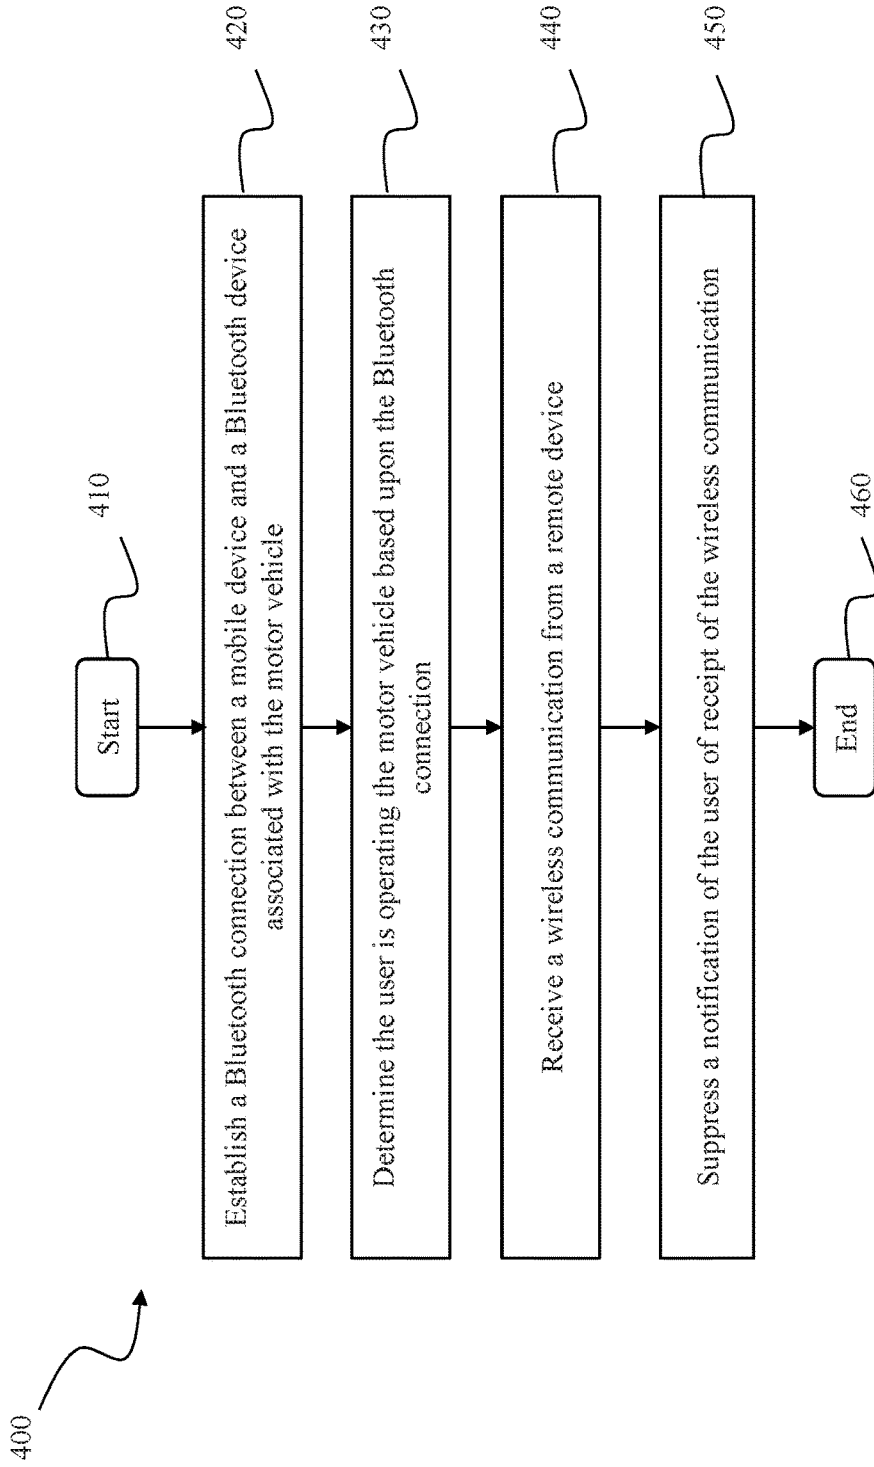 400
Start
410
Establish a Bluetooth connection between a mobile device and a Bluetooth device
associated with the motor vehicle
420
Determine the user is operating the motor vehicle based upon the Bluetooth
connection
430
Receive a wireless communication from a remote device
440
Suppress a notification of the user of receipt of the wireless communication
450
End
460